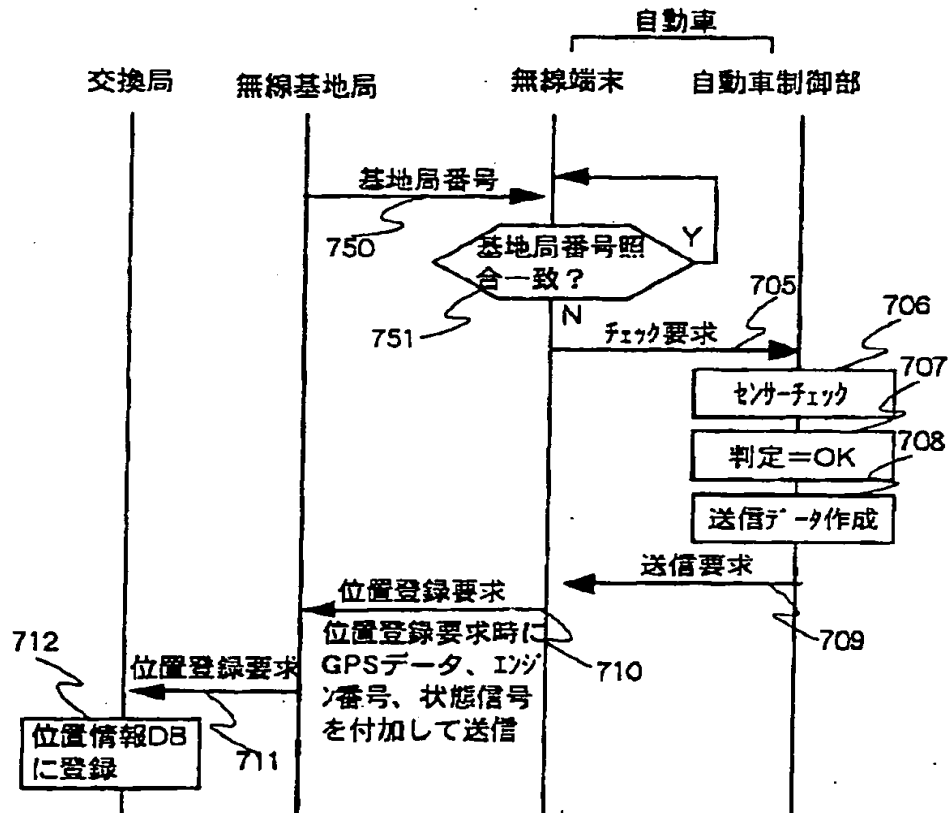 自動車
交換局
無線基地局
無線端末
自動車制御部
基地局番号
750
基地局番号照
合一致？
Y
751
N
705
チェック要求
706
センサーチェック
707
判定＝OK
708
送信データ作成
送信要求
709
位置登録要求
710
位置登録要求時に
GPSデータ、エンジ
ン番号、状態信号
を付加して送信
712
位置登録要求
711
位置情報DB
に登録